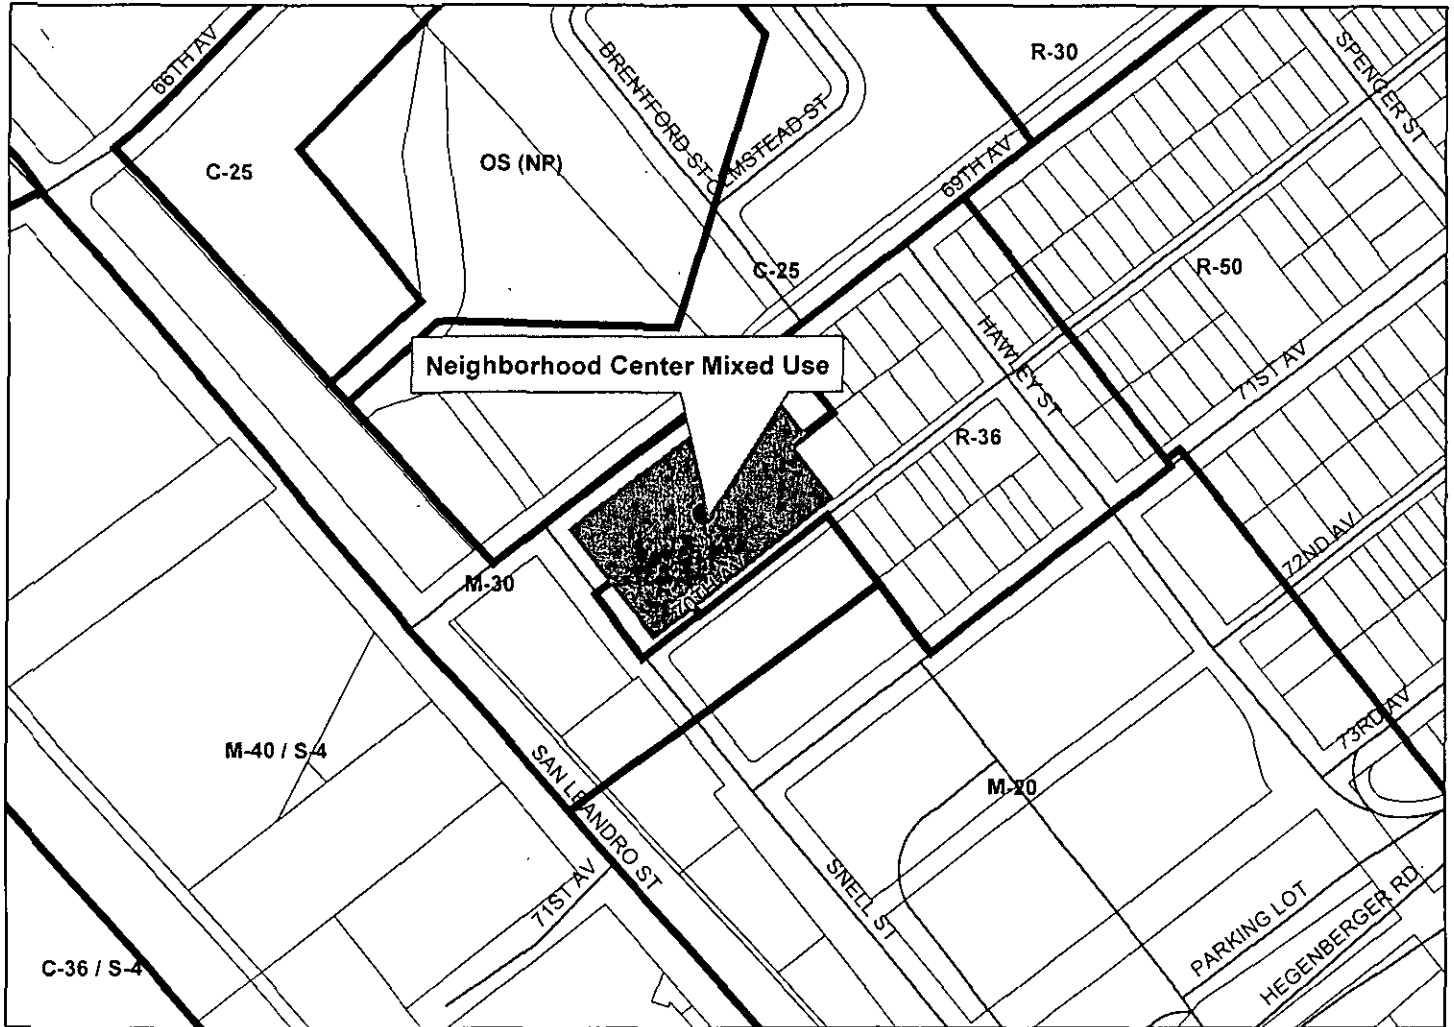 66TH AV
BRENTFORD ST
R-30
SPENCER ST
C-25
OS (NP)
OLMSTEAD ST
69TH AV
C-25
R-50
Neighborhood Center Mixed Use
HAWLEY ST
71ST AV
R-36
M-30
70TH AV
72ND AV
M-40 / S-4
SAN LEANDRO ST
M-20
73RD AV
71ST AV
SNELL ST
PARKING LOT
HEGENBERGER RD.
C-36 / S-4